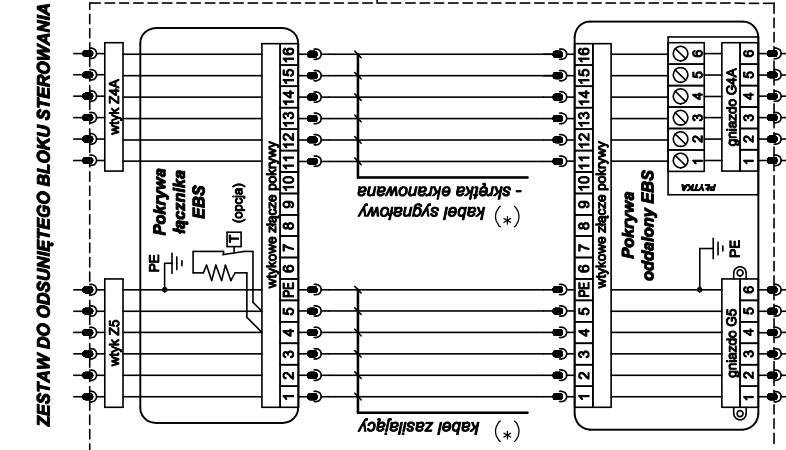 ZESTAW DO ODSUNIĘTEGO BLOKU STEROWANIA
wtyk Z4A
wtyk Z5
Pokrywa
łącznika
EBS
PE
T
(opcja)
wtykowe złącze pokrywy
1 2 3 4 5 PE 6 7 8 9 10 11 12 13 14 15 16
(*) kabel sygnałowy
- skrętka ekranowana
(*) kabel zasilający
1 2 3 4 5 PE 6 7 8 9 10 11 12 13 14 15 16
wtykowe złącze pokrywy
Pokrywa
oddalony EBS
PŁYTKA
1 2 3 4 5 6
gniazdo G4A
1 2 3 4 5 6
PE
gniazdo G5
1 2 3 4 5 6